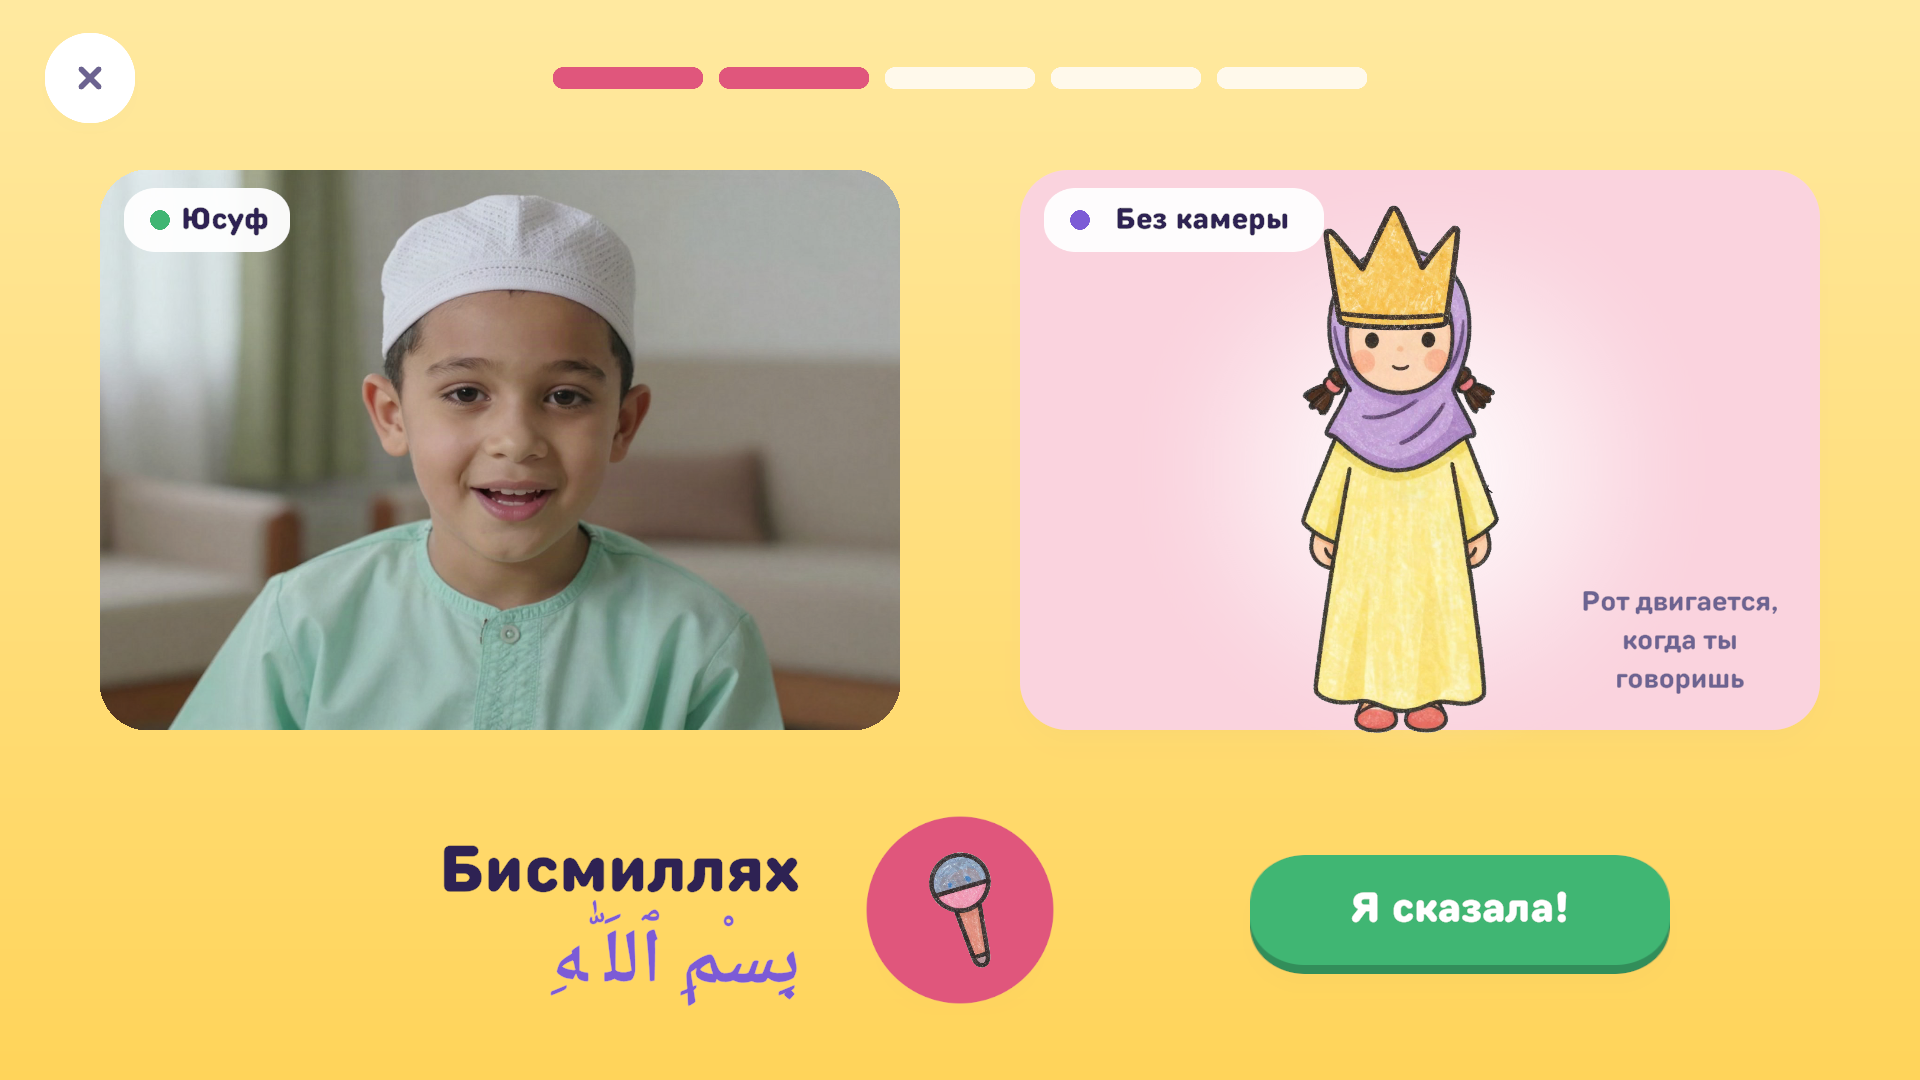 Юсуф
Без камеры
Рот двигается,
когда ты
говоришь
Бисмиллях
بِسْمِ ٱللَّٰهِ
Я сказала!